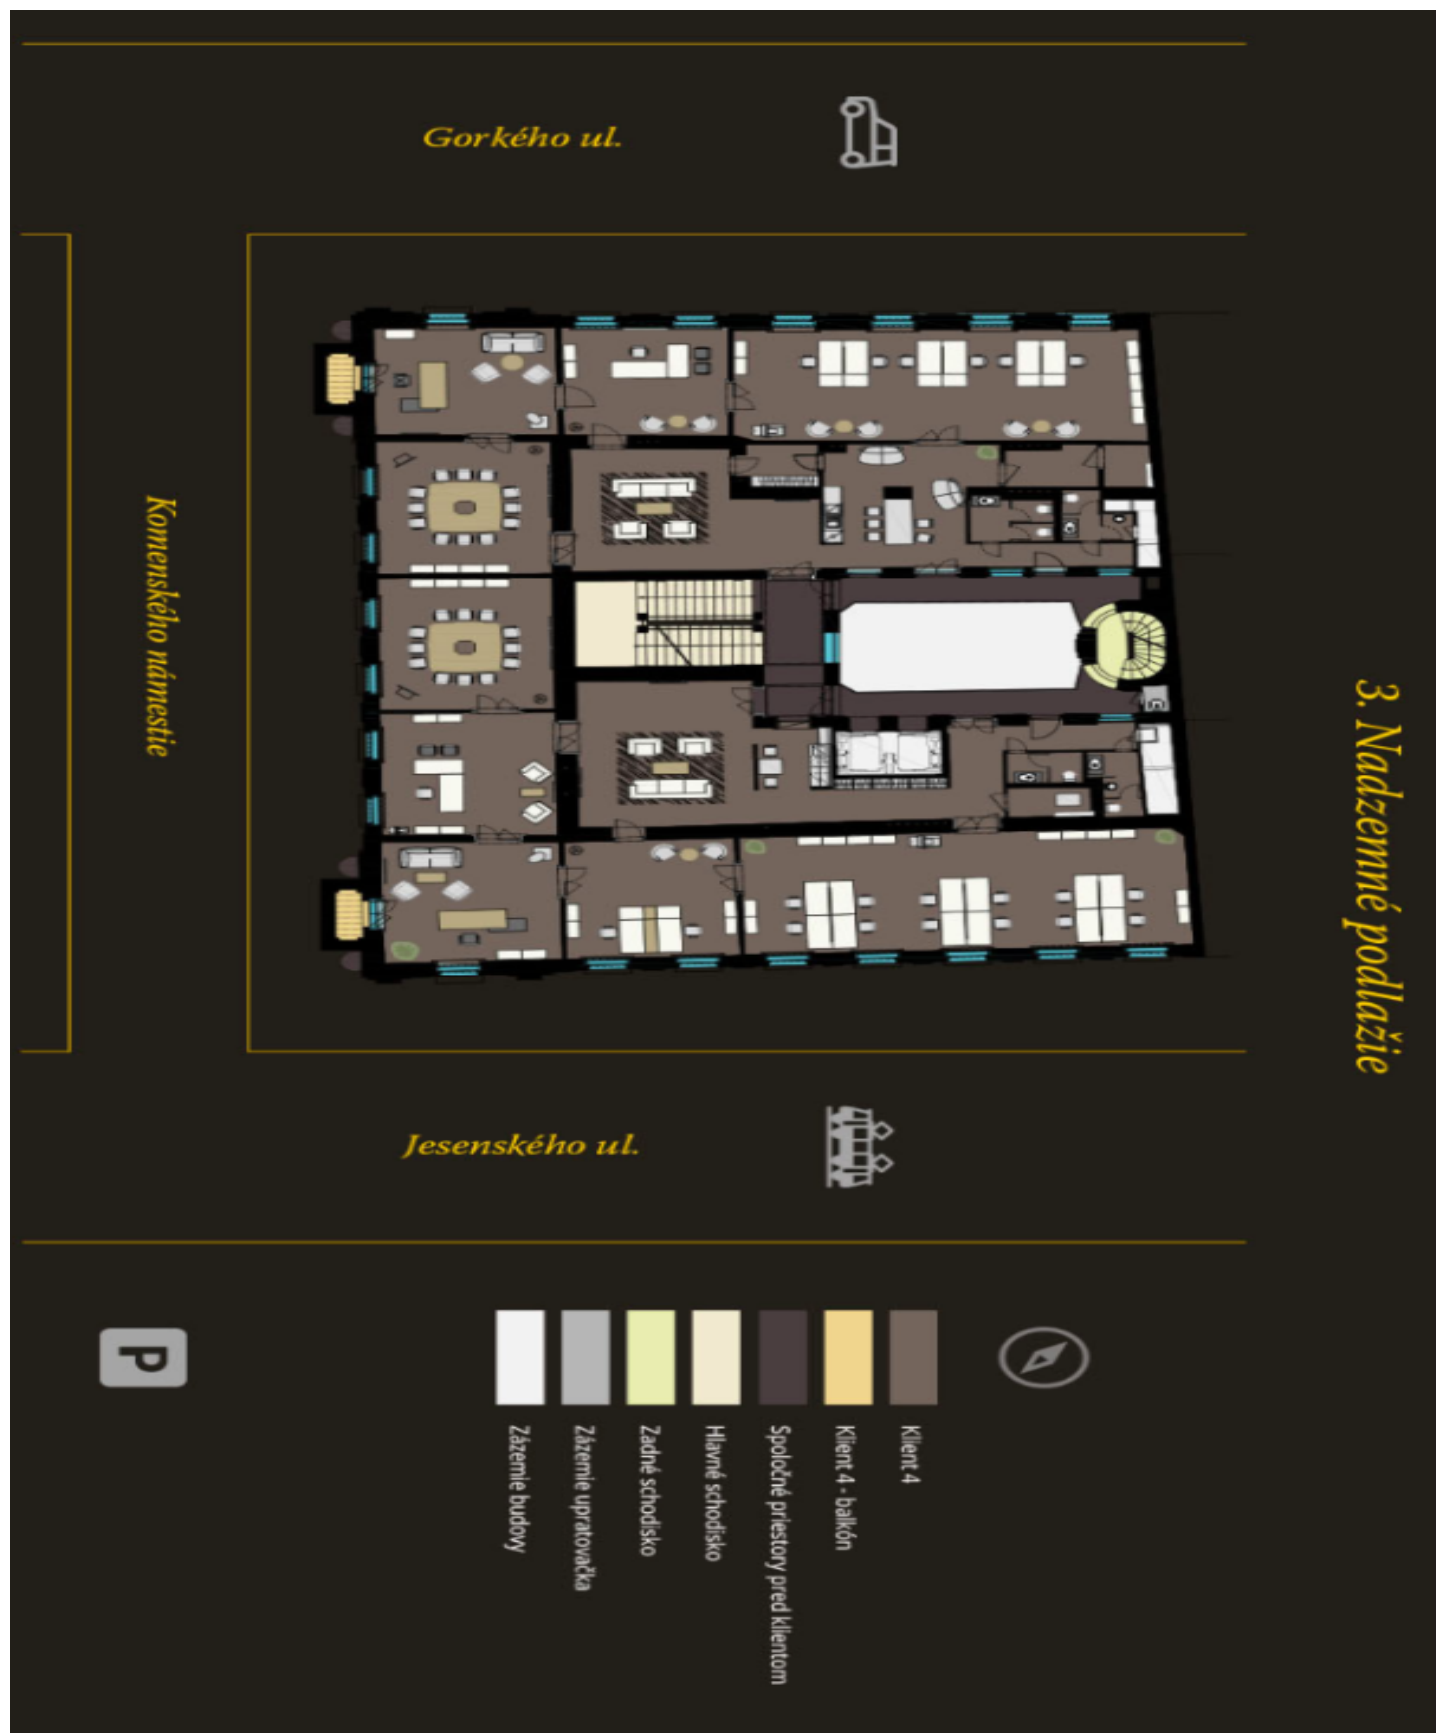 3. Nadzemné podlažie
Gorkého ul.
Komenského námestie
Jesenského ul.
Klient 4
Klient 4 - balkón
Spoločné priestory pred klientom
Hlavné schodisko
Zadné schodisko
Zázemie upratovačka
Zázemie budovy
P